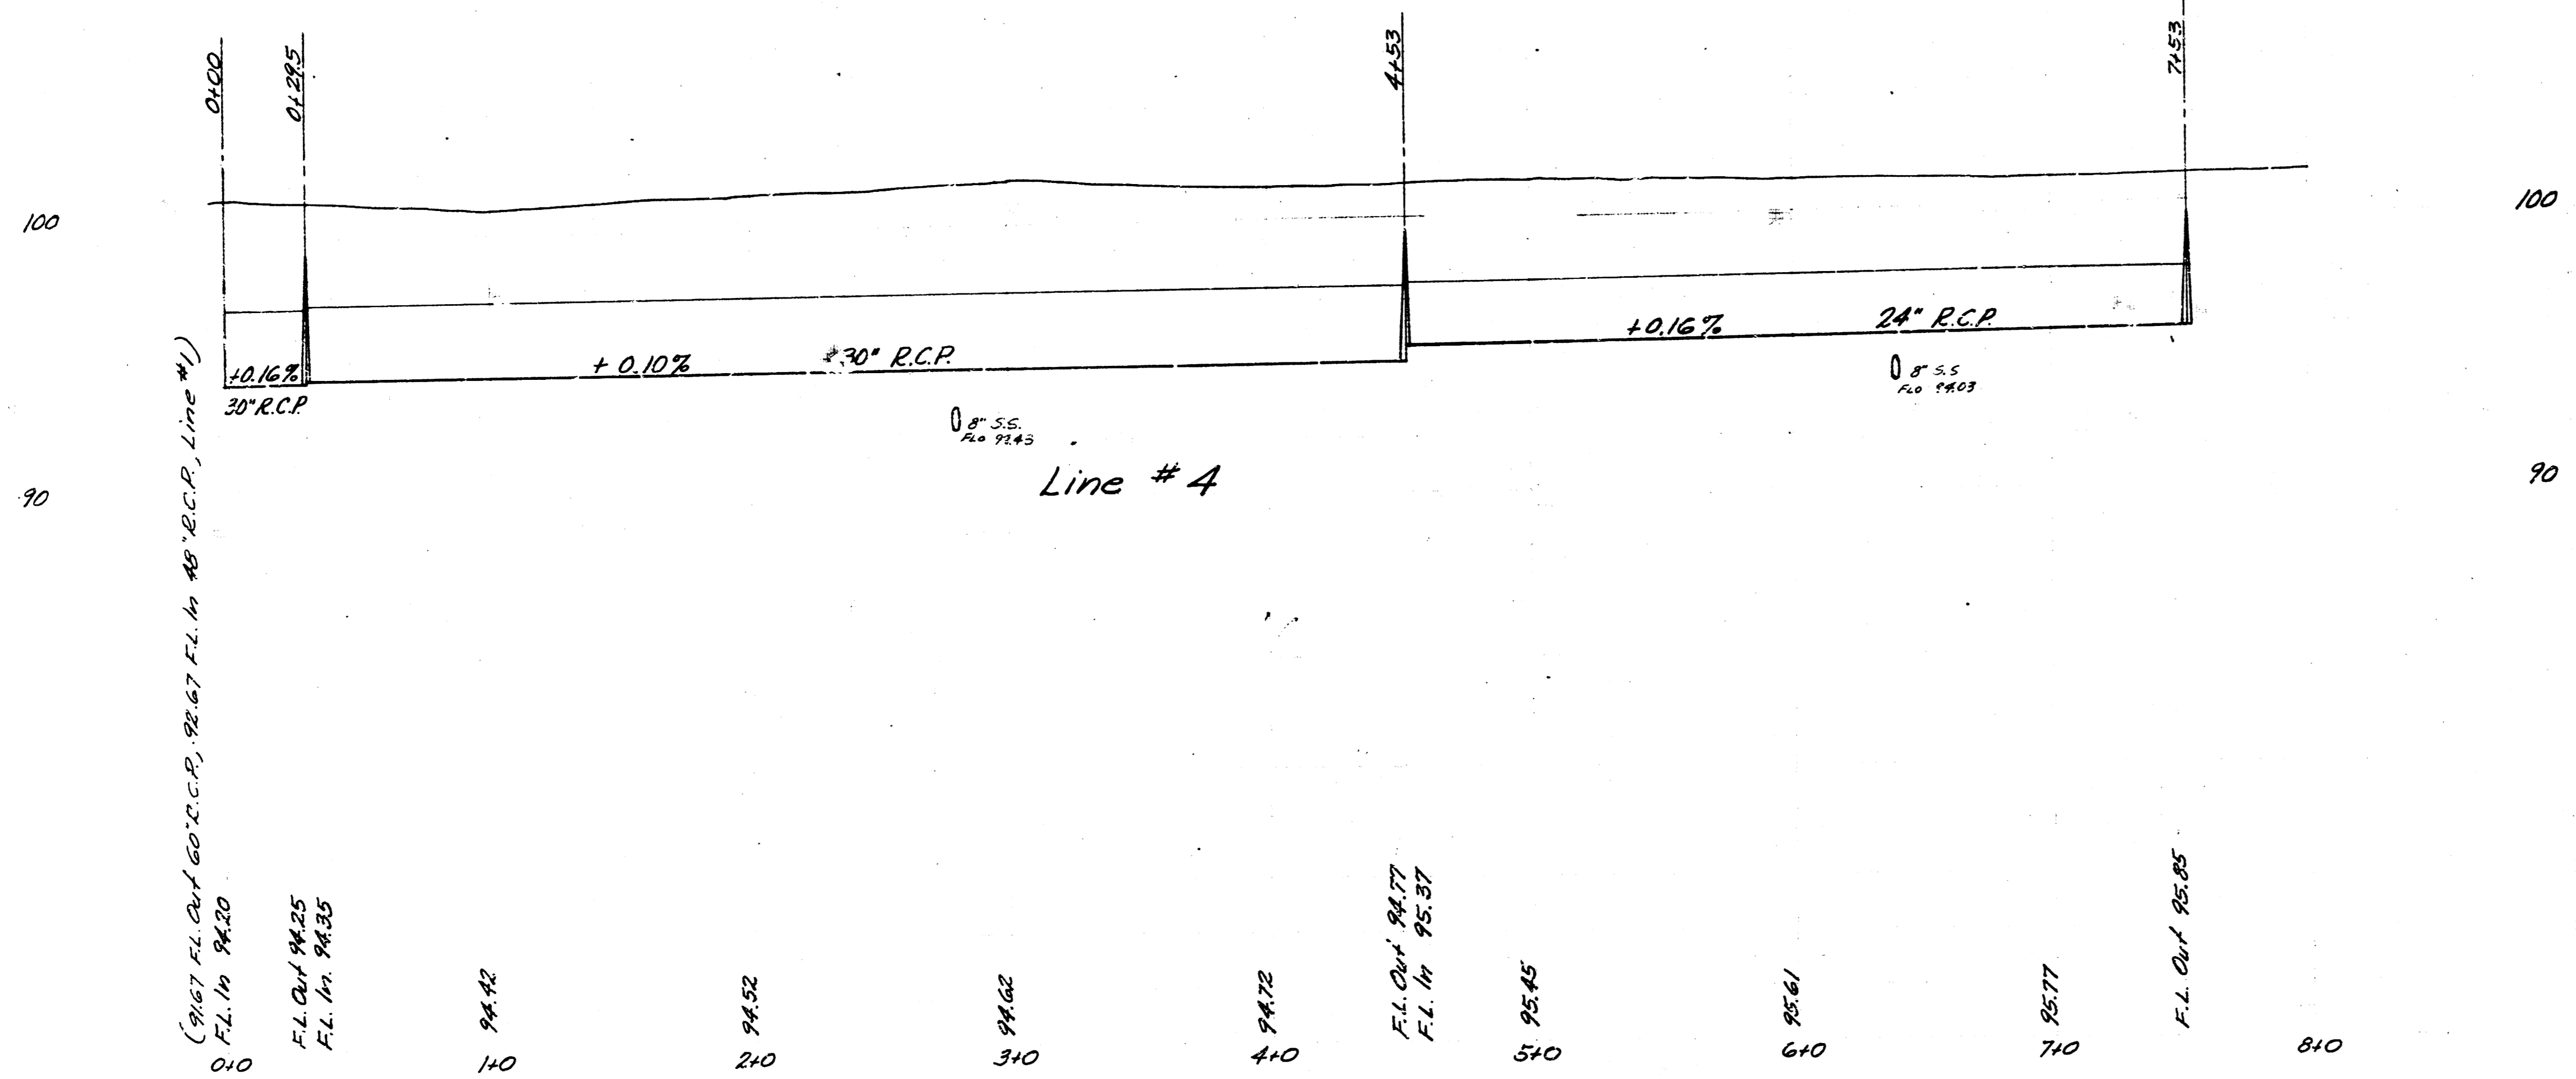 0+00
0+29.5
4+53
7+53
100
100
+0.16%
30" R.C.P.
+ 0.10%
30" R.C.P.
+0.16%
24" R.C.P.
8" S.S.
FLO
8" S.S
FLO 94.03
Line # 4
90
90
(91.67 F.L. Out 60" R.C.P., 92.67 F.L. In 48" R.C.P., Line #1)
F.L. In 94.20
F.L. Out 94.25
F.L. In. 94.35
94.42
94.52
94.62
94.72
F.L. Out 94.77
F.L. In 95.37
95.45
95.61
95.77
F.L. Out 95.85
0+0
1+0
2+0
3+0
4+0
5+0
6+0
7+0
8+0